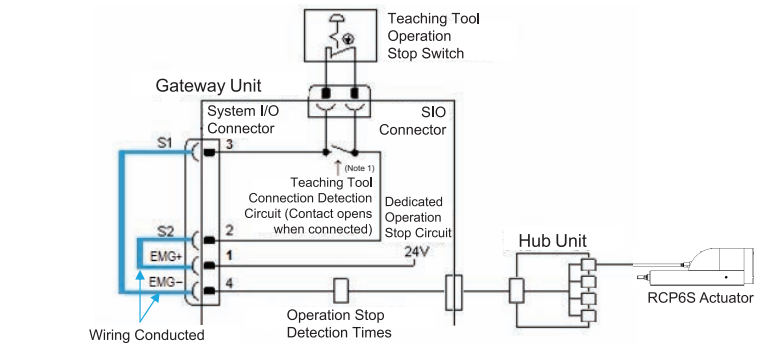 Teaching Tool
Operation
Stop Switch
Gateway Unit
System I/O
Connector
SIO
Connector
S1
3
(Note 1)
Teaching Tool
Connection Detection
Circuit (Contact opens
when connected)
Dedicated
Operation
Stop Circuit
S2
2
EMG+
1
24V
EMG−
4
Hub Unit
RCP6S Actuator
Operation Stop
Detection Times
Wiring Conducted